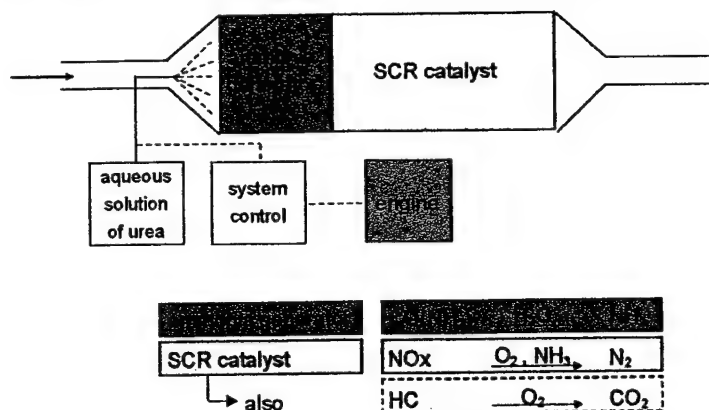 SCR catalyst
aqueous
solution
of urea
system
control
engine
SCR catalyst
NOx O₂ , NH₃ N₂
also
HC O₂ CO₂